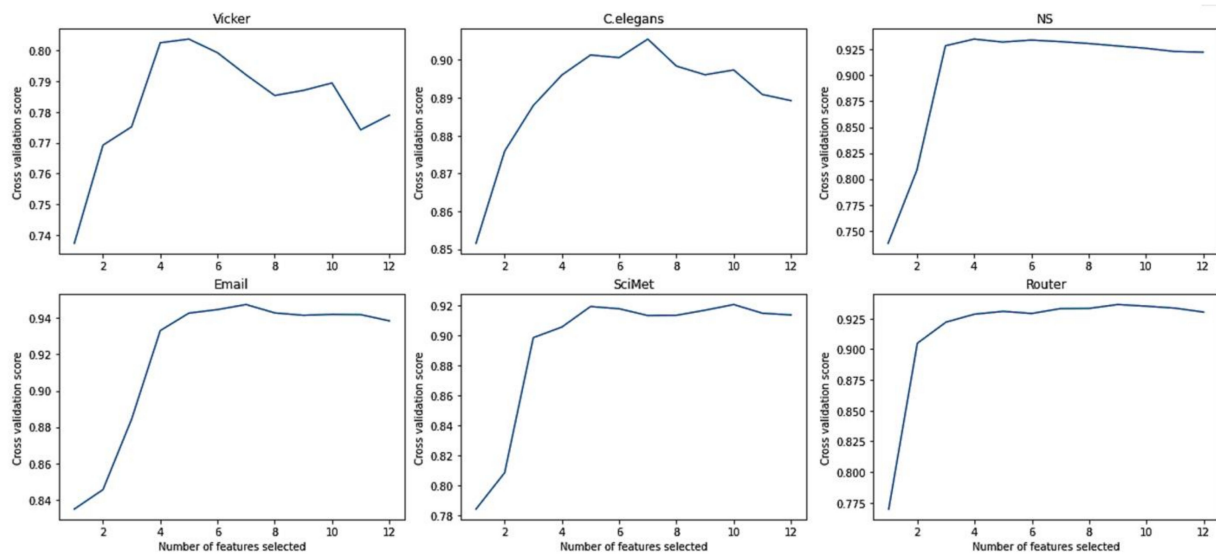 Vicker
Cross validation score
0.80
0.79
0.78
0.77
0.76
0.75
0.74
2 4 6 8 10 12
C.elegans
Cross validation score
0.90
0.89
0.88
0.87
0.86
0.85
2 4 6 8 10 12
NS
Cross validation score
0.925
0.900
0.875
0.850
0.825
0.800
0.775
0.750
2 4 6 8 10 12
Email
Cross validation score
0.94
0.92
0.90
0.88
0.86
0.84
2 4 6 8 10 12
Number of features selected
SciMet
Cross validation score
0.92
0.90
0.88
0.86
0.84
0.82
0.80
0.78
2 4 6 8 10 12
Number of features selected
Router
Cross validation score
0.925
0.900
0.875
0.850
0.825
0.800
0.775
2 4 6 8 10 12
Number of features selected